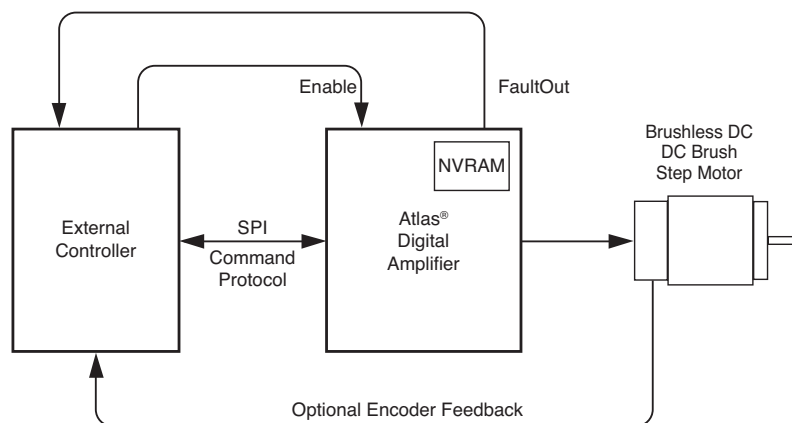 Enable
FaultOut
Brushless DC
DC Brush
Step Motor
NVRAM
External
Controller
SPI
Command
Protocol
Atlas®
Digital
Amplifier
Optional Encoder Feedback